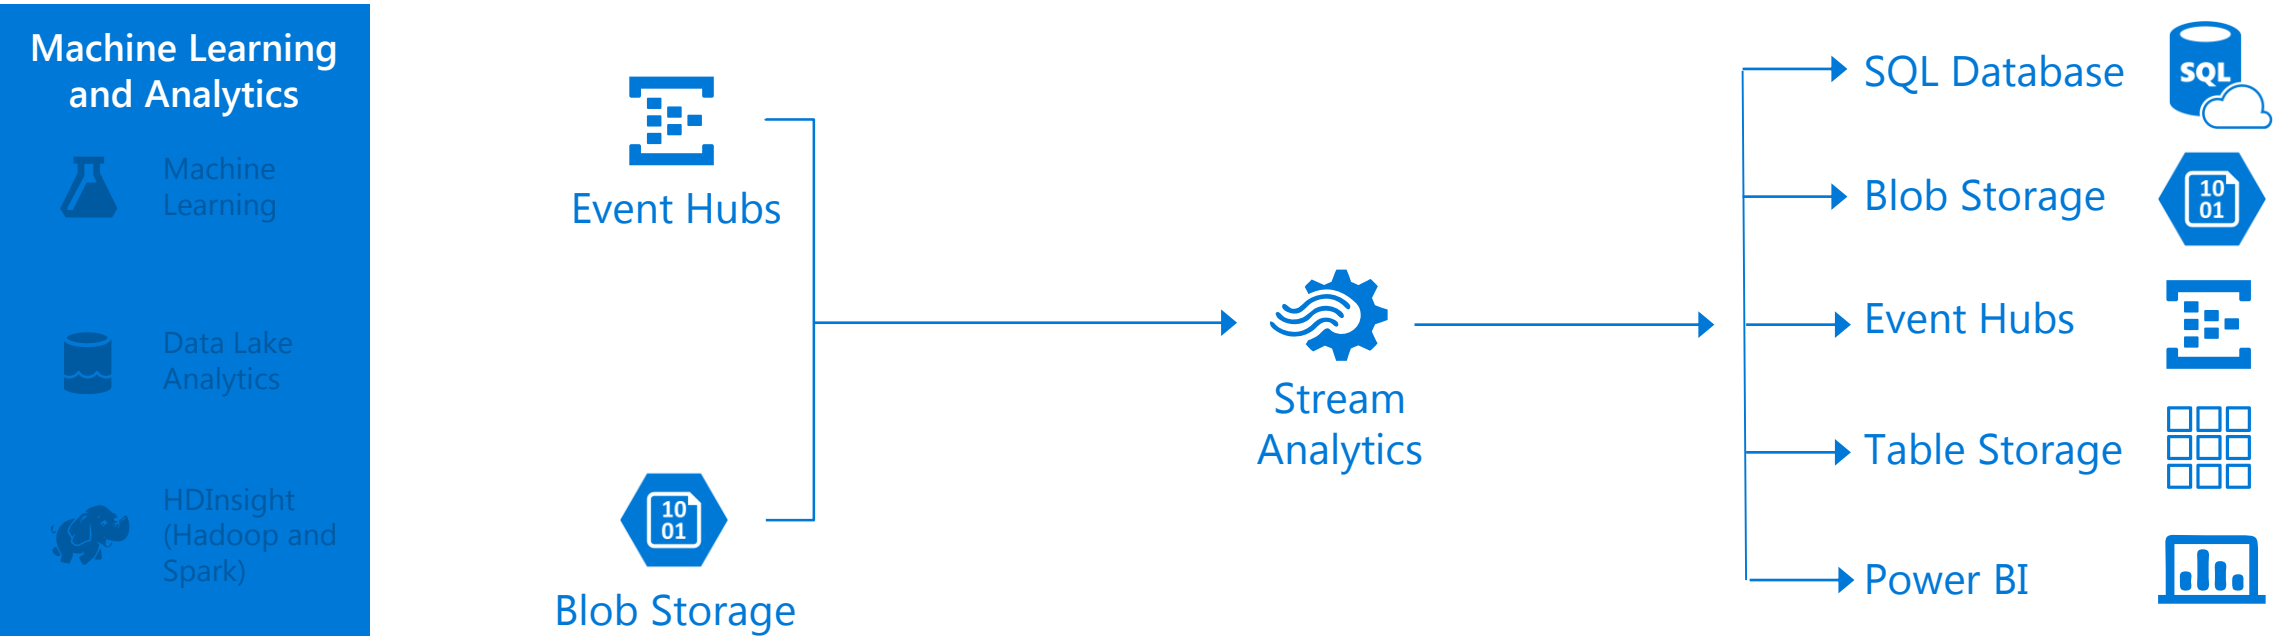 Machine Learning
and Analytics
Machine
Learning
Data Lake
Analytics
HDInsight
(Hadoop and
Spark)
Event Hubs
10
01
Blob Storage
Stream
Analytics
SQL Database
SQL
Blob Storage
10
01
Event Hubs
Table Storage
Power BI